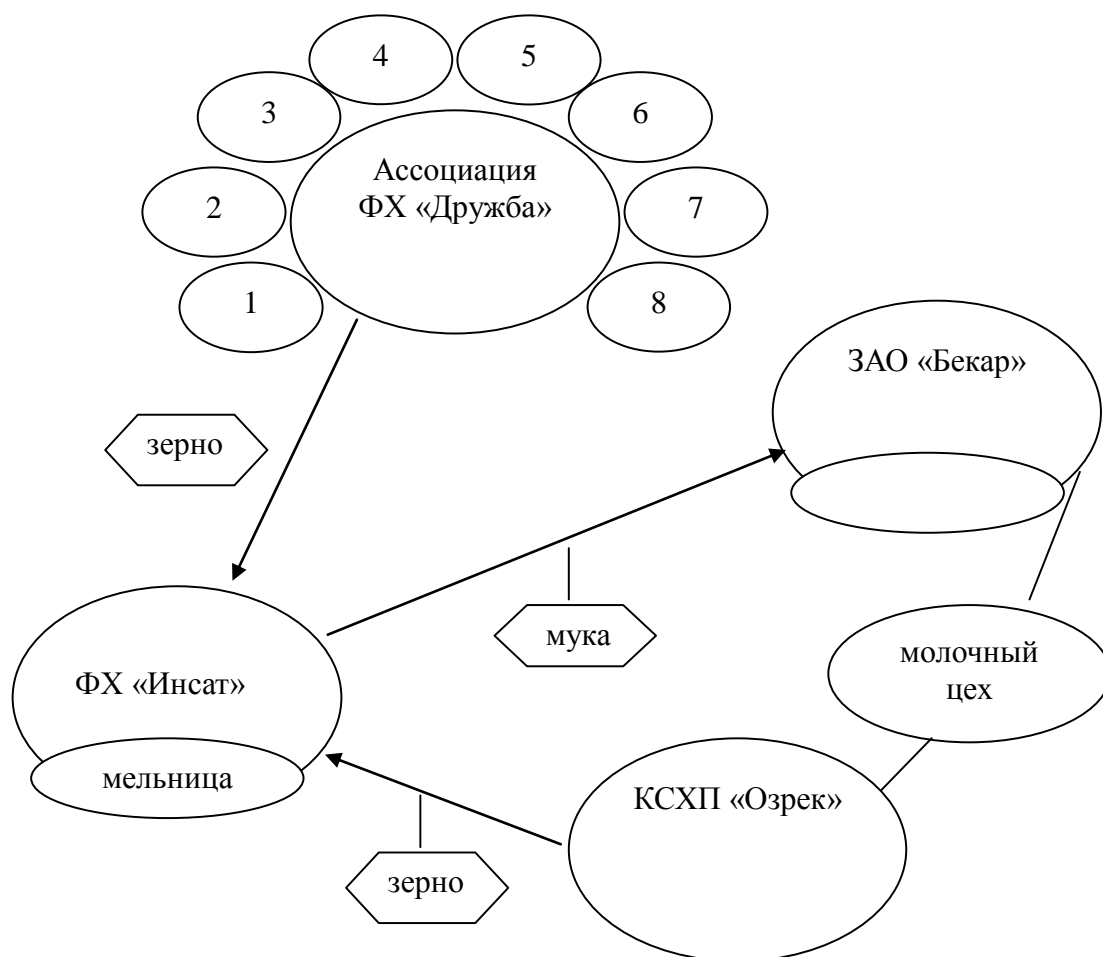 4
5
3
6
Ассоциация
ФХ «Дружба»
2
7
1
8
ЗАО «Бекар»
зерно
мука
молочный
цех
ФХ «Инсат»
мельница
КСХП «Озрек»
зерно